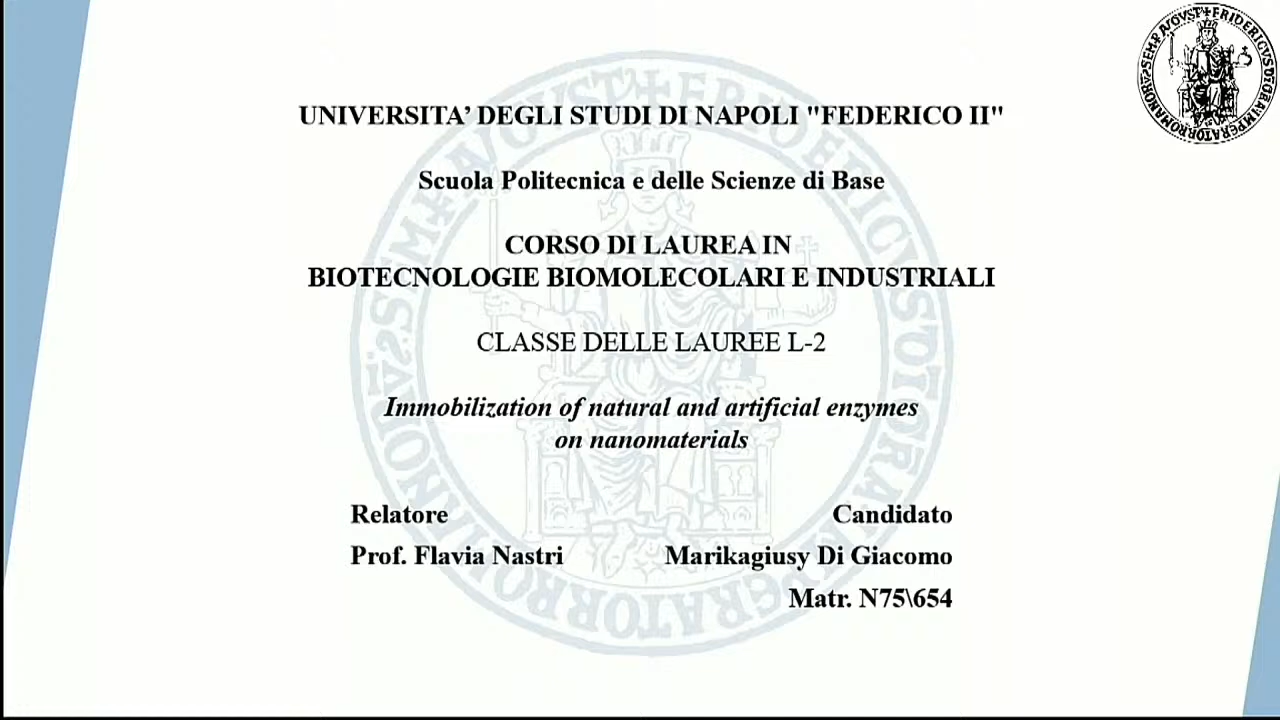 UNIVERSITA’ DEGLI STUDI DI NAPOLI "FEDERICO II"
Scuola Politecnica e delle Scienze di Base
CORSO DI LAUREA IN
BIOTECNOLOGIE BIOMOLECOLARI E INDUSTRIALI
CLASSE DELLE LAUREE L-2
Immobilization of natural and artificial enzymes
on nanomaterials
Relatore Candidato
Prof. Flavia Nastri Marikagiusy Di Giacomo
Matr. N75\654